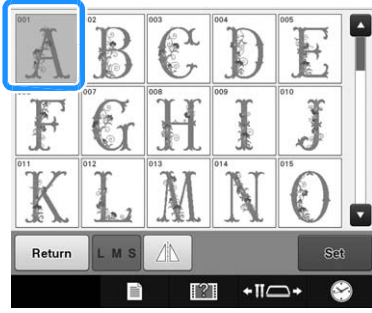 001 02 003 004 005
A B C D E
007 008 009 010
F G H I J
011 012 013 014 015
K L M N O
Return L M S Set